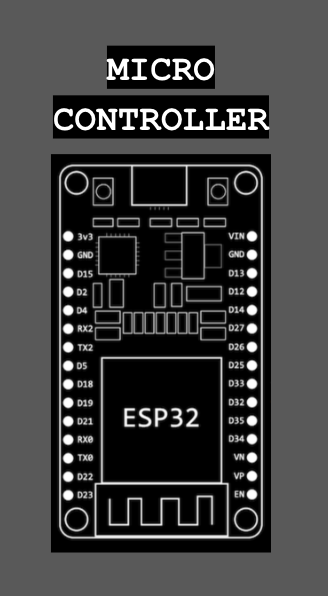 MICRO
CONTROLLER
3v3 VIN
GND GND
D15 D13
D2 D12
D4 D14
RX2 D27
TX2 D26
D5 D25
D18 D33
D19 D32
D21 D35
RX0 D34
TX0 VN
D22 VP
D23 EN
ESP32